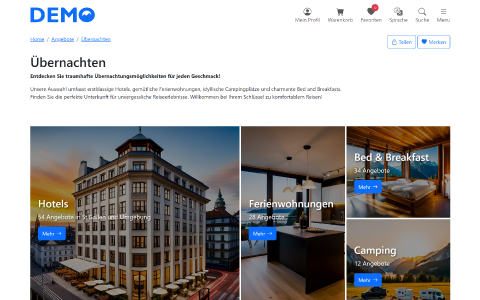 DEMO
Mein Profil
Warenkorb
Favoriten
Sprache
Suche
Menu
Home / Angebote / Übernachten
Teilen
Merken
Übernachten
Entdecken Sie traumhafte Übernachtungsmöglichkeiten für jeden Geschmack!
Unsere Auswahl umfasst erstklassige Hotels, gemütliche Ferienwohnungen, idyllische Campingplätze und charmante Bed and Breakfasts.
Finden Sie die perfekte Unterkunft für unvergessliche Reiseerlebnisse. Willkommen bei Ihrem Schlüssel zu komfortablem Reisen!
Hotels
54 Angebote in St.Gallen und Umgebung
Mehr →
Ferienwohnungen
28 Angebote
Mehr →
Bed & Breakfast
34 Angebote
Mehr →
Camping
12 Angebote
Mehr →